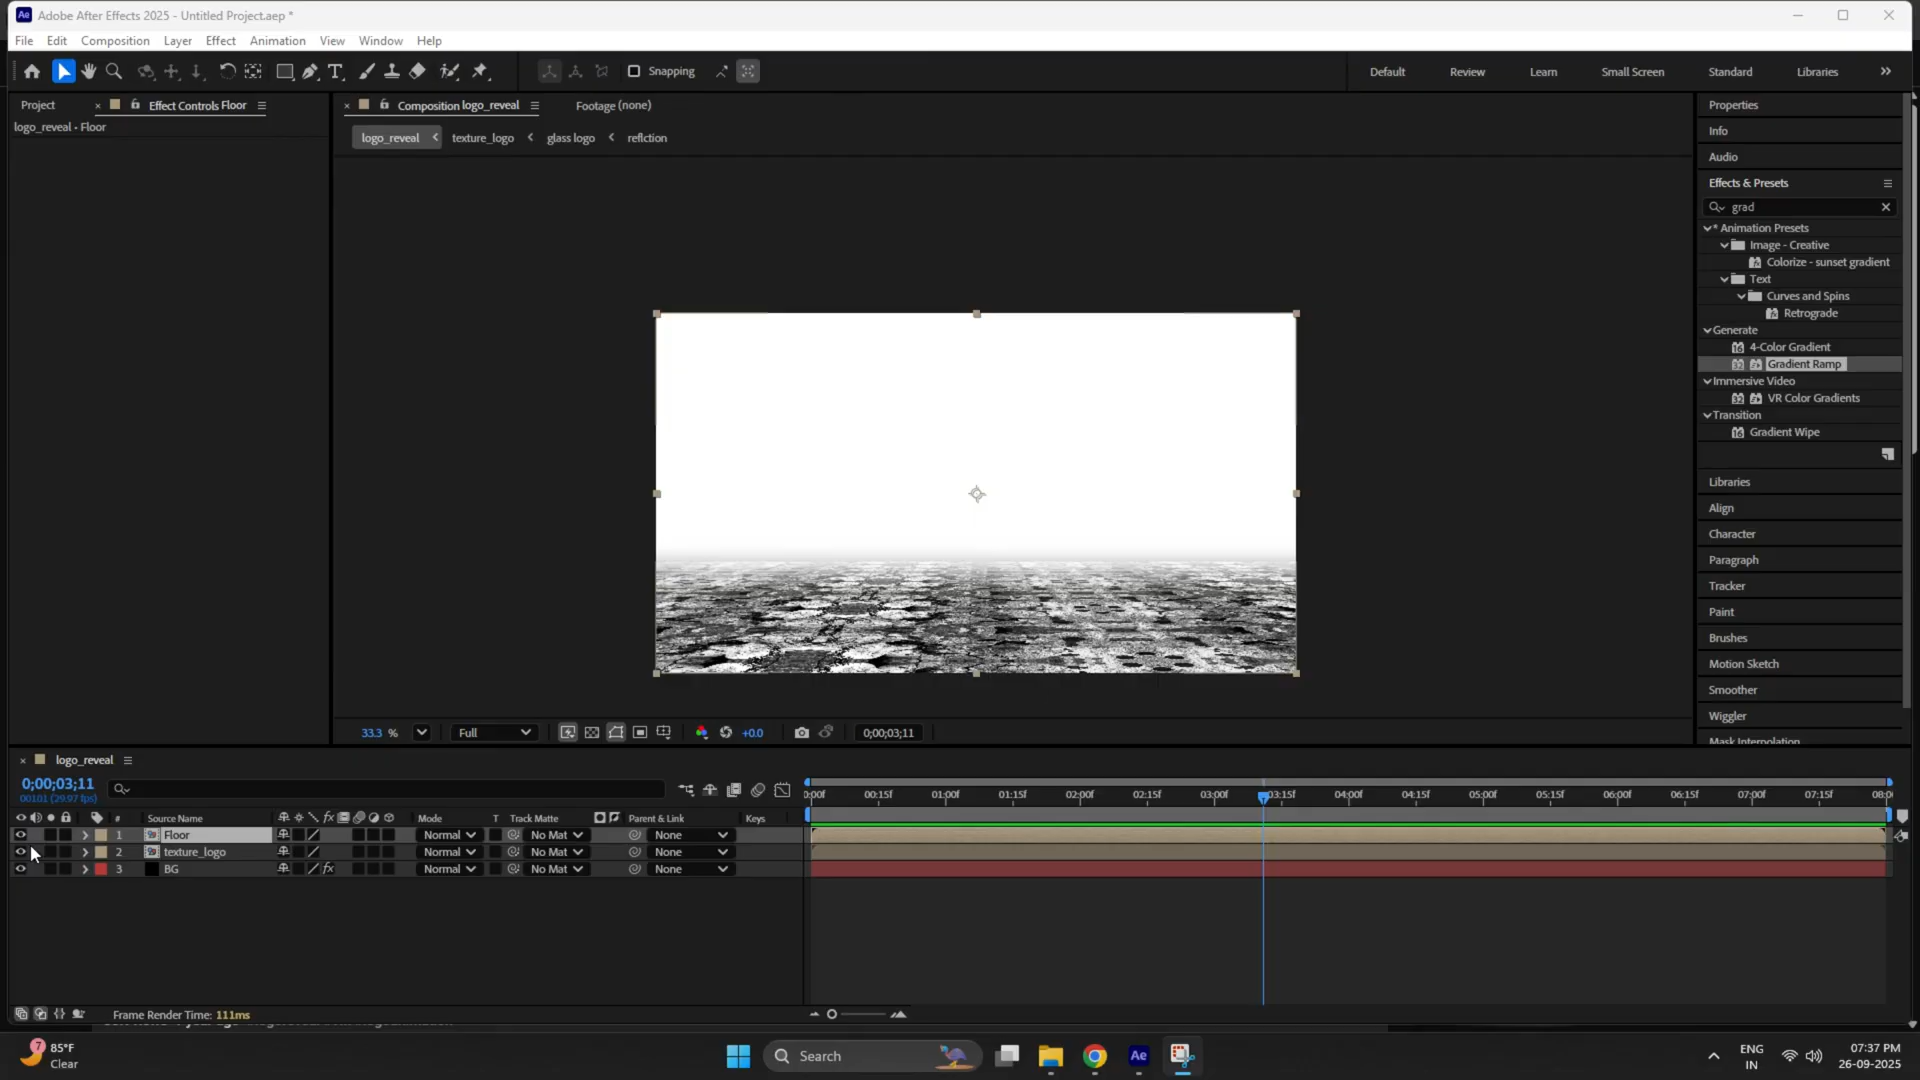 Adobe After Effects 2025 - Untitled Project.aep *
File Edit Composition Layer Effect Animation View Window Help
Snapping
Default Review Learn Small Screen Standard Libraries
Project
Effect Controls Floor
logo_reveal - Floor
Composition logo_reveal
Footage (none)
logo_reveal texture_logo glass logo reflction
Properties
Info
Audio
Effects & Presets
grad
* Animation Presets
Image - Creative
Colorize - sunset gradient
Text
Curves and Spins
Retrograde
Generate
4-Color Gradient
Gradient Ramp
Immersive Video
VR Color Gradients
Transition
Gradient Wipe
Libraries
Align
Character
Paragraph
Tracker
Paint
Brushes
Motion Sketch
Smoother
Wiggler
Mask Interpolation
33.3 % Full +0.0 0;00;03;11
logo_reveal
0;00;03;11
00101 (29.97 fps)
:00f 00:15f 01:00f 01:15f 02:00f 02:15f 03:00f 03:15f 04:00f 04:15f 05:00f 05:15f 06:00f 06:15f 07:00f 07:15f 08:0
# Source Name fx Mode T Track Matte Parent & Link Keys
1 Floor Normal No Mat None
2 texture_logo Normal No Mat None
3 BG fx Normal No Mat None
Frame Render Time: 111ms
7
85°F
Clear
Search
Ae
ENG
IN
07:37 PM
26-09-2025